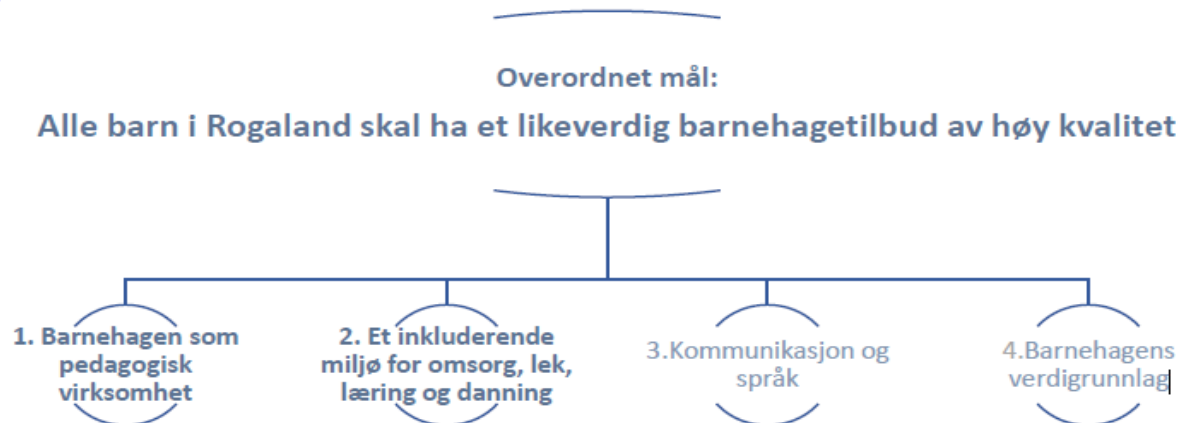 Overordnet mål:
Alle barn i Rogaland skal ha et likeverdig barnehagetilbud av høy kvalitet
1. Barnehagen som
pedagogisk
virksomhet
2. Et inkluderende
miljø for omsorg, lek,
læring og danning
3.Kommunikasjon og
språk
4.Barnehagens
verdigrunnlag